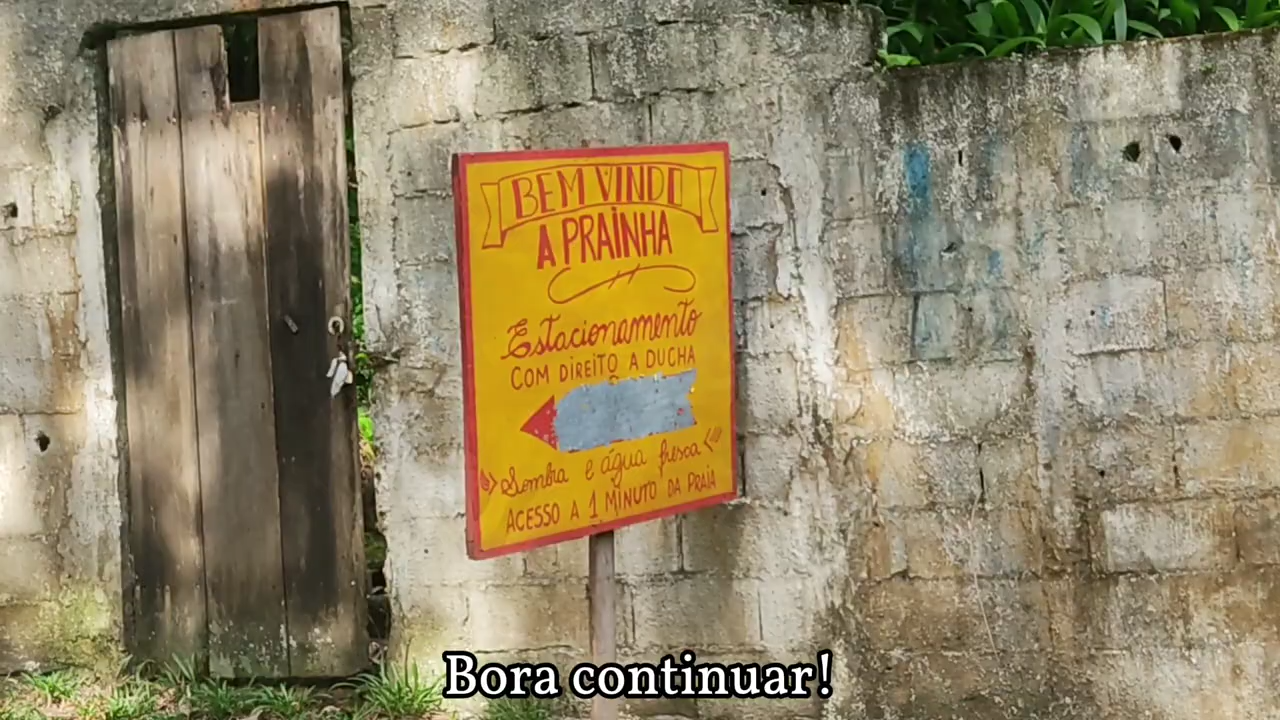 BEM VINDO
A PRAINHA
Estacionamento
COM DIREITO A DUCHA
Sombra e água fresca
ACESSO A 1 MINUTO DA PRAIA
Bora continuar!